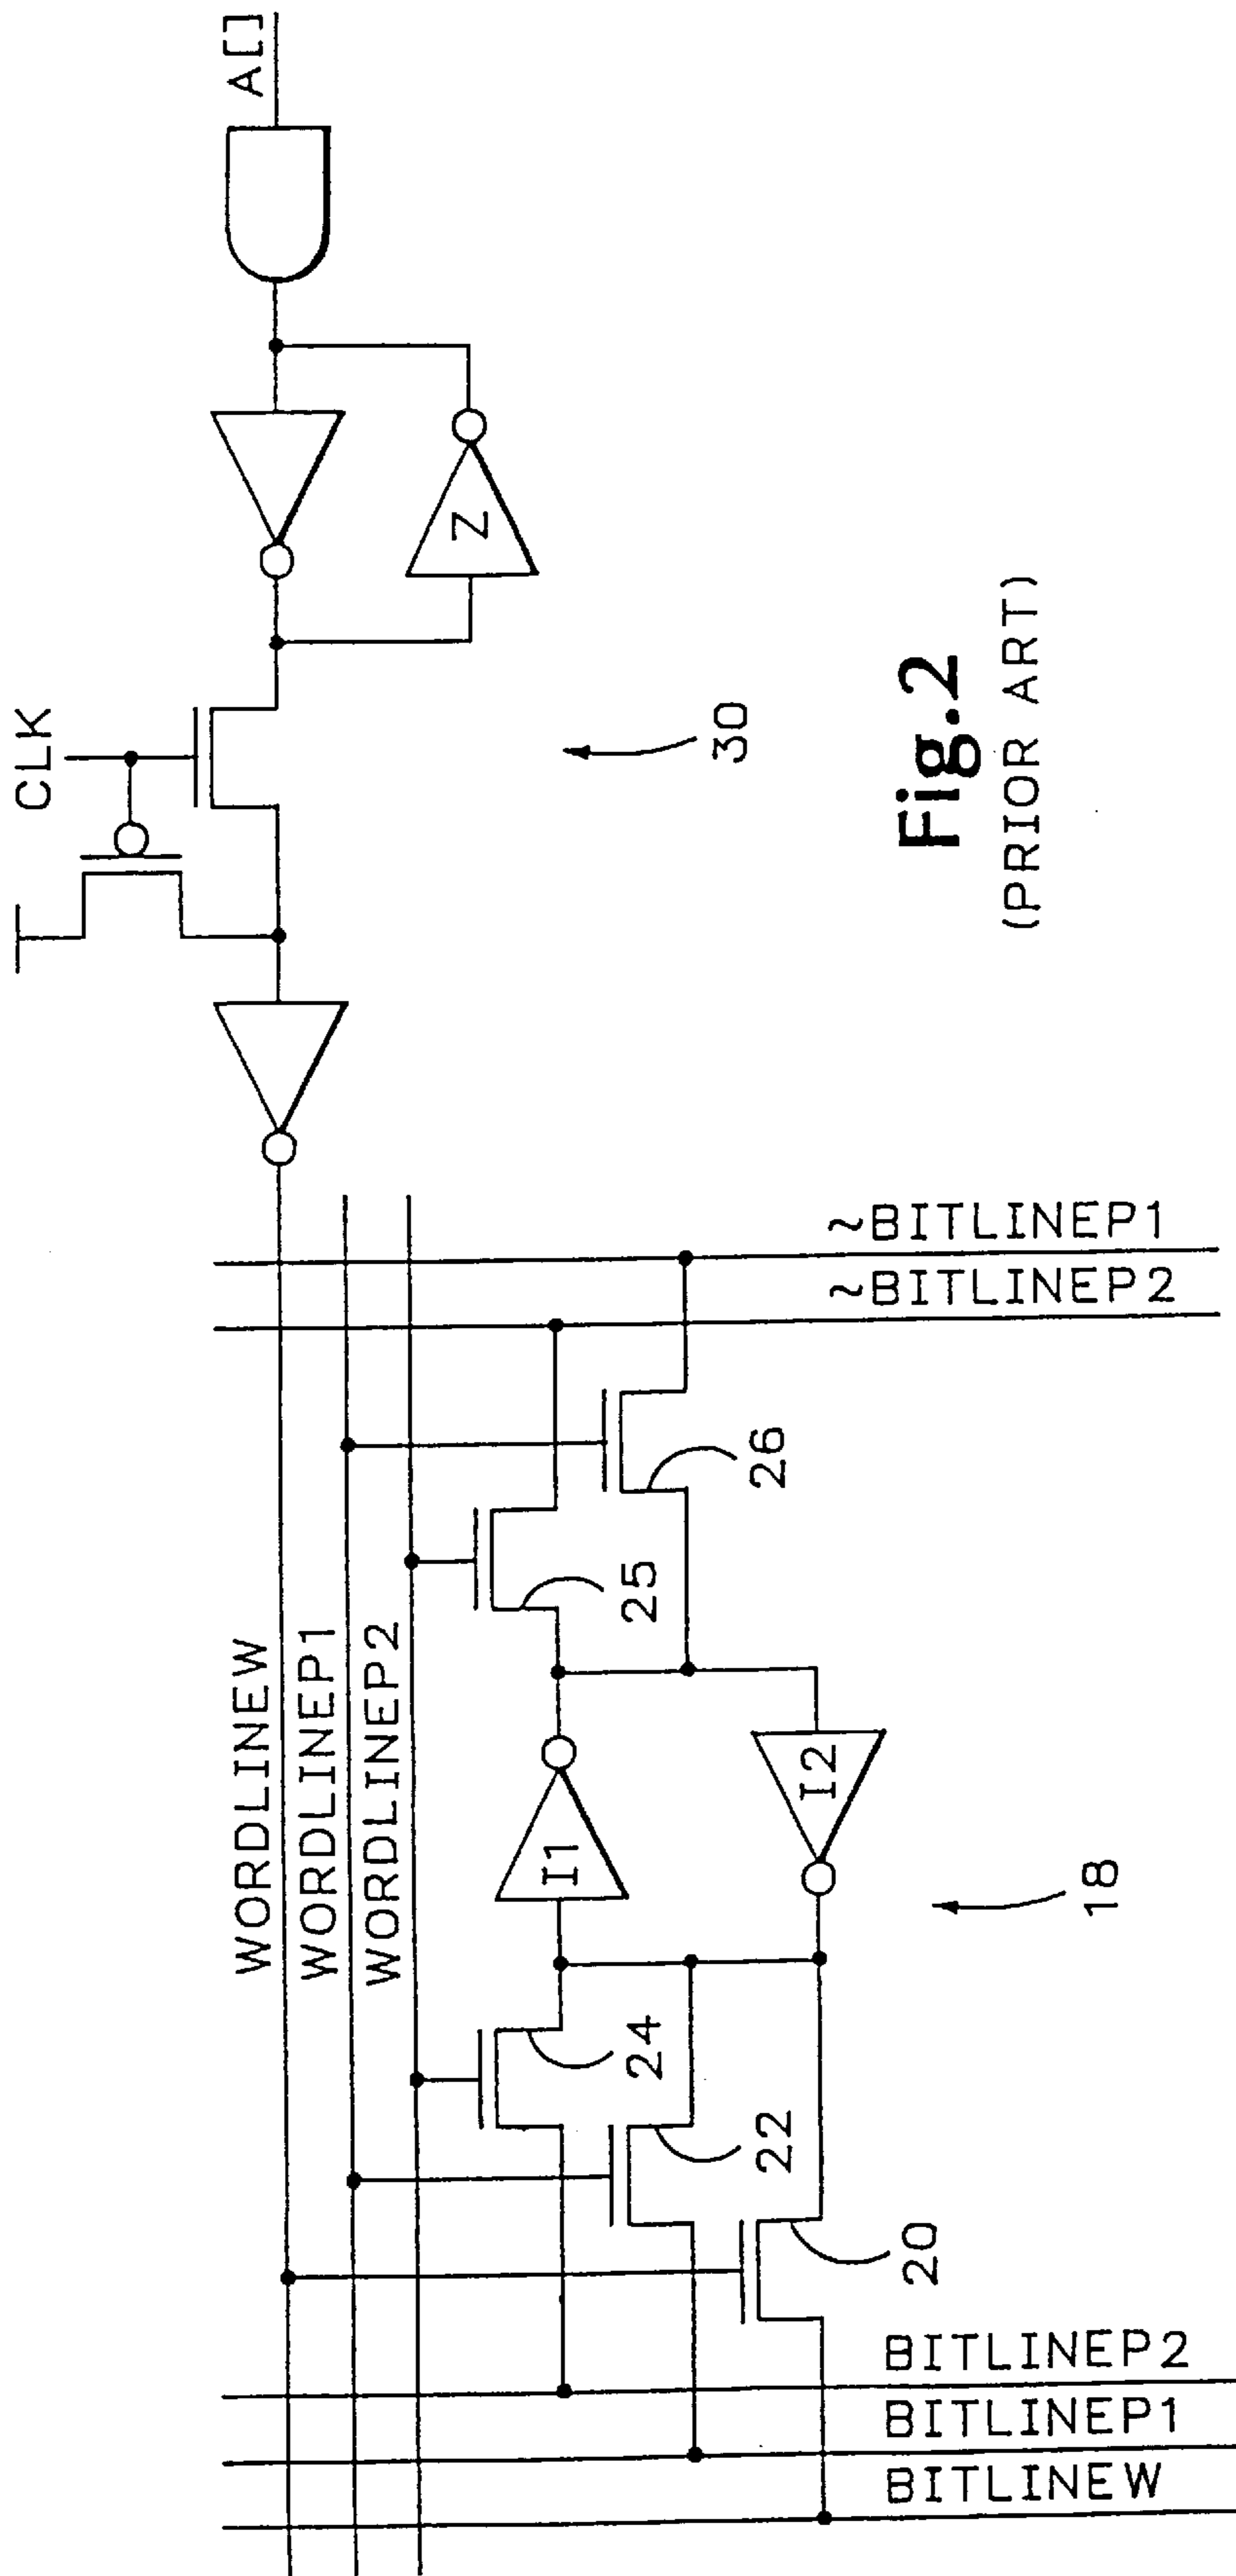 A[]
CLK
Z
30
WORDLINEW
WORDLINEP1
WORDLINEP2
~BITLINEP1
~BITLINEP2
I1
I2
24
22
20
25
26
18
BITLINEP2
BITLINEP1
BITLINEW
Fig.2
(PRIOR ART)